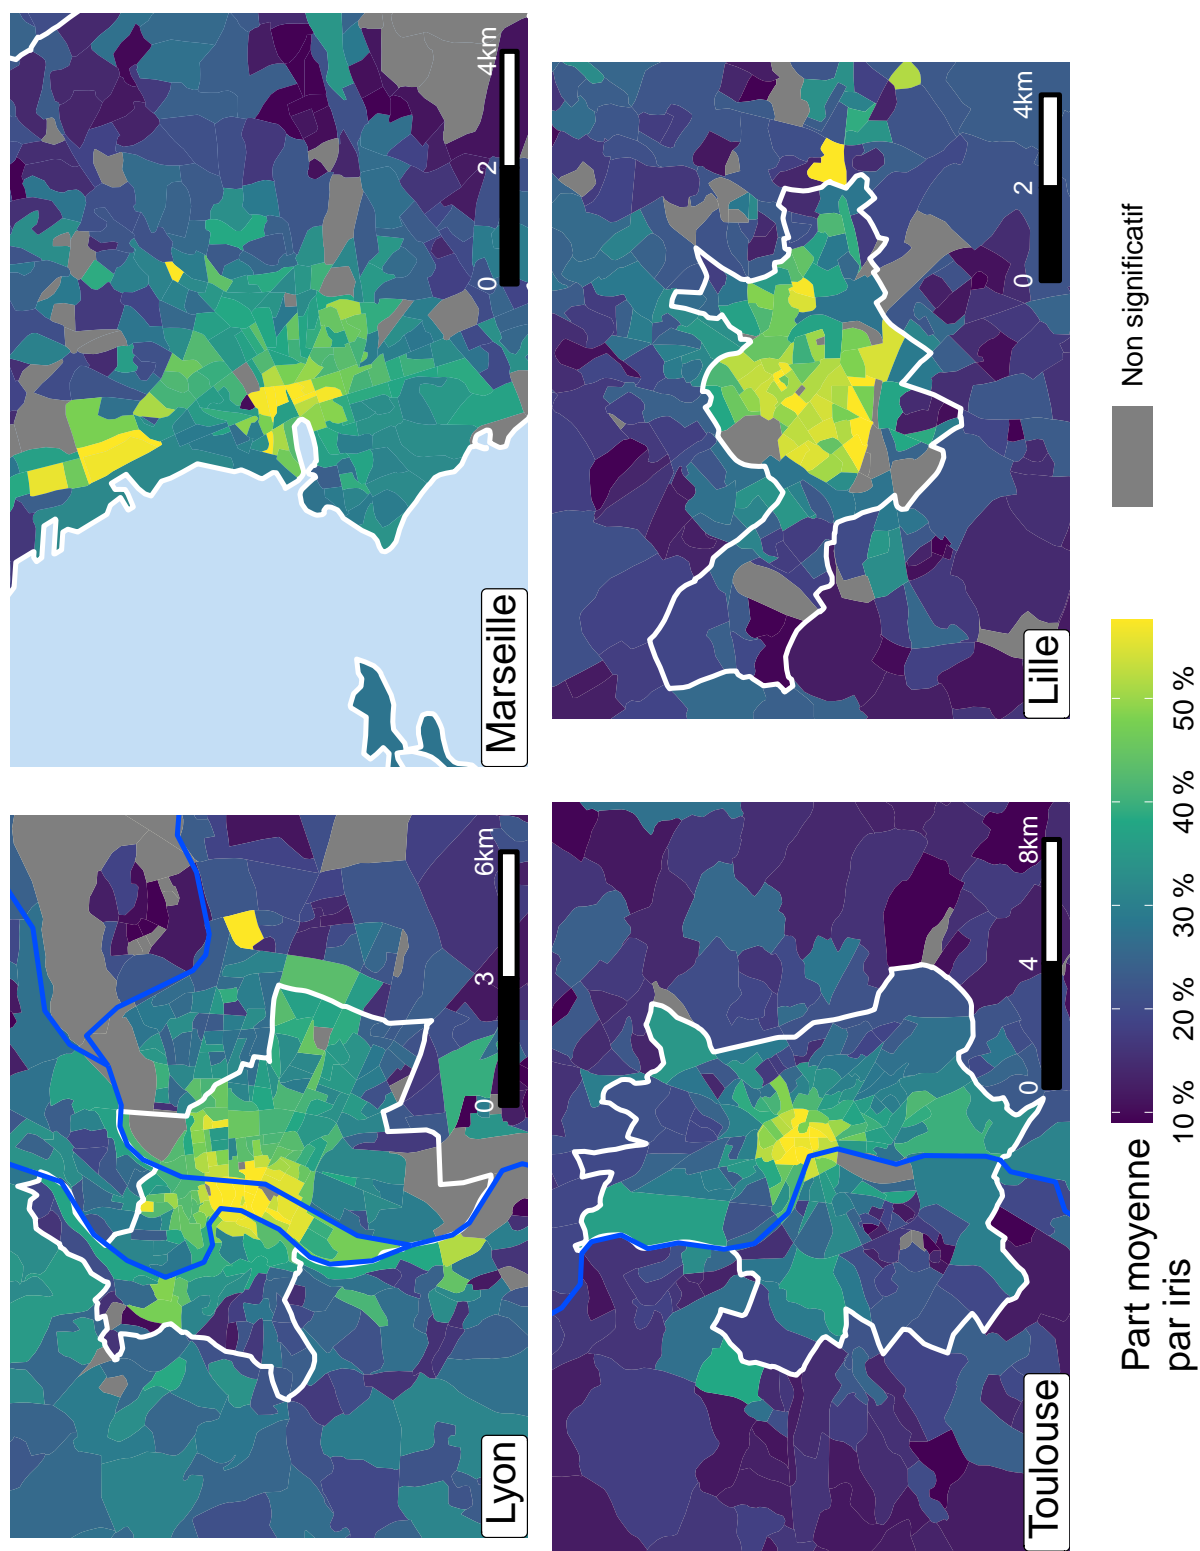 Lyon
0 3 6km
Marseille
0 2 4km
Toulouse
0 4 8km
Lille
0 2 4km
Part moyenne
par iris
10 % 20 % 30 % 40 % 50 %
Non significatif